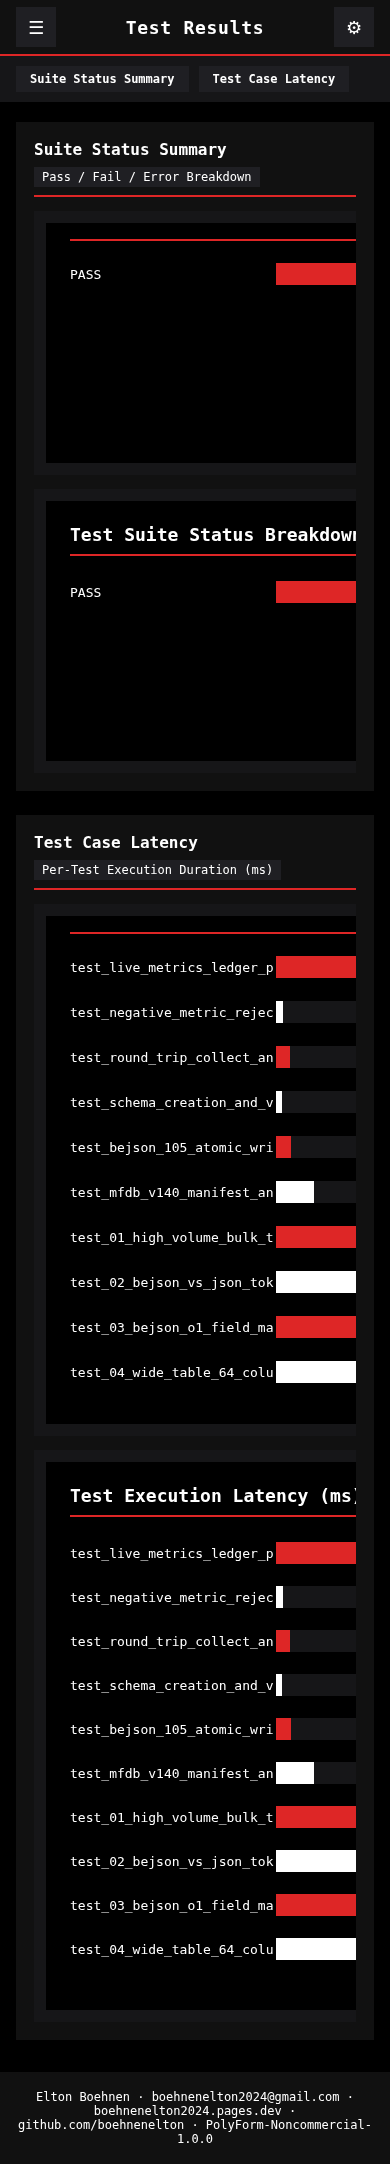 ☰ Test Results ⚙
Suite Status Summary Test Case Latency
Suite Status Summary
Pass / Fail / Error Breakdown
PASS
Test Suite Status Breakdown
PASS
Test Case Latency
Per-Test Execution Duration (ms)
test_live_metrics_ledger_p
test_negative_metric_rejec
test_round_trip_collect_an
test_schema_creation_and_v
test_bejson_105_atomic_wri
test_mfdb_v140_manifest_an
test_01_high_volume_bulk_t
test_02_bejson_vs_json_tok
test_03_bejson_o1_field_ma
test_04_wide_table_64_colu
Test Execution Latency (ms)
test_live_metrics_ledger_p
test_negative_metric_rejec
test_round_trip_collect_an
test_schema_creation_and_v
test_bejson_105_atomic_wri
test_mfdb_v140_manifest_an
test_01_high_volume_bulk_t
test_02_bejson_vs_json_tok
test_03_bejson_o1_field_ma
test_04_wide_table_64_colu
Elton Boehnen · boehnenelton2024@gmail.com ·
boehnenelton2024.pages.dev ·
github.com/boehnenelton · PolyForm-Noncommercial-
1.0.0